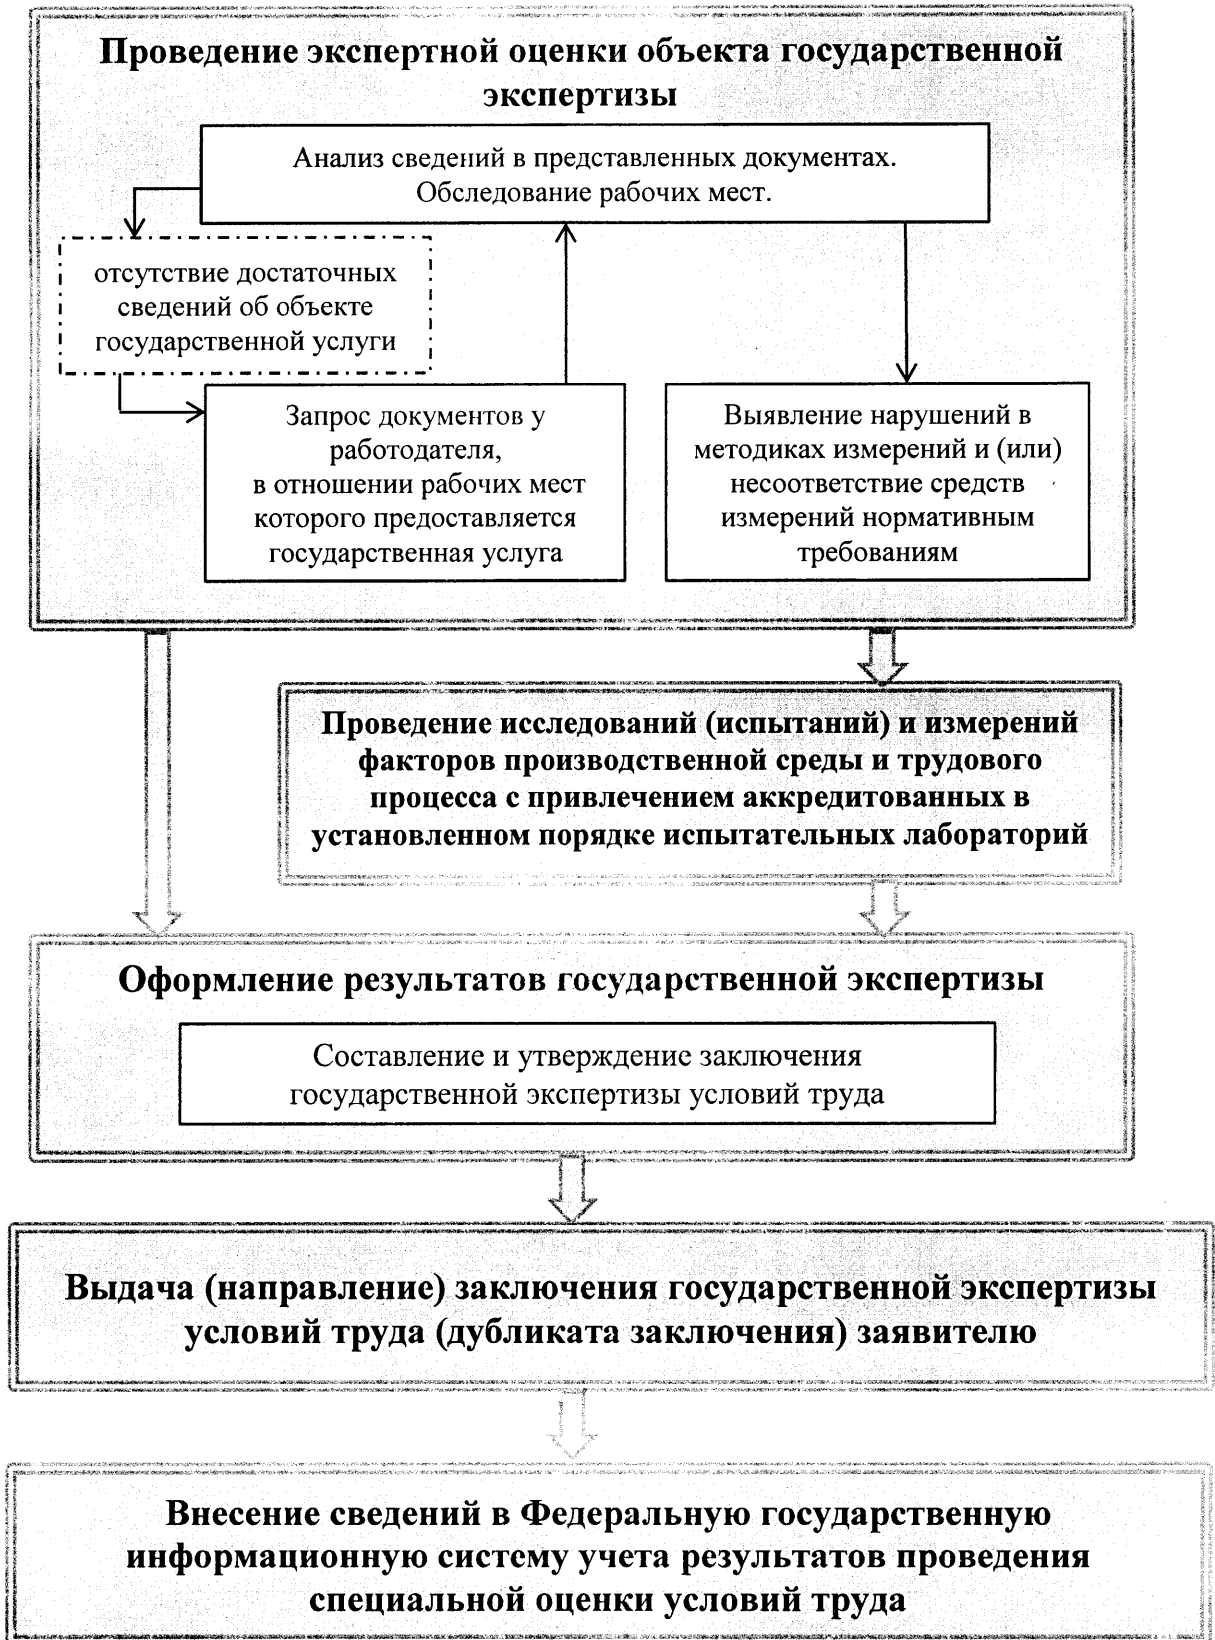 Проведение экспертной оценки объекта государственной
экспертизы
Анализ сведений в представленных документах.
Обследование рабочих мест.
отсутствие достаточных
сведений об объекте
государственной услуги
Запрос документов у
работодателя,
в отношении рабочих мест
которого предоставляется
государственная услуга
Выявление нарушений в
методиках измерений и (или)
несоответствие средств
измерений нормативным
требованиям
Проведение исследований (испытаний) и измерений
факторов производственной среды и трудового
процесса с привлечением аккредитованных в
установленном порядке испытательных лабораторий
Оформление результатов государственной экспертизы
Составление и утверждение заключения
государственной экспертизы условий труда
Выдача (направление) заключения государственной экспертизы
условий труда (дубликата заключения) заявителю
Внесение сведений в Федеральную государственную
информационную систему учета результатов проведения
специальной оценки условий труда